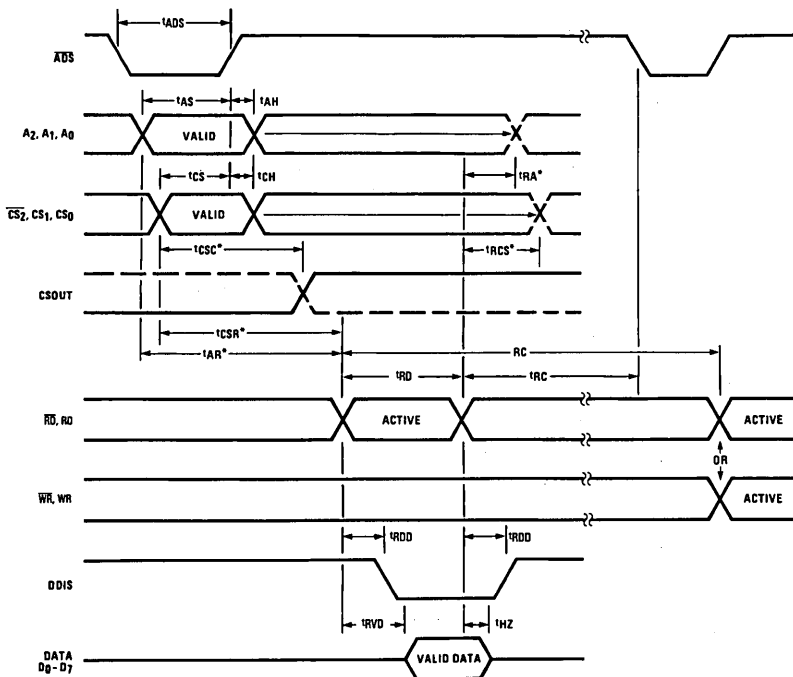 tADS
ADS
tAS tAH
A2, A1, A0 VALID
tRA*
tCS tCH
CS2, CS1, CS0 VALID
tCSC* tRCS*
CSOUT
tCSR*
tAR* RC
tRD tRC
RD, RD ACTIVE ACTIVE
OR
WR, WR ACTIVE
tRDD tRDD
DDIS
tRVD tHZ
DATA
D0-D7 VALID DATA